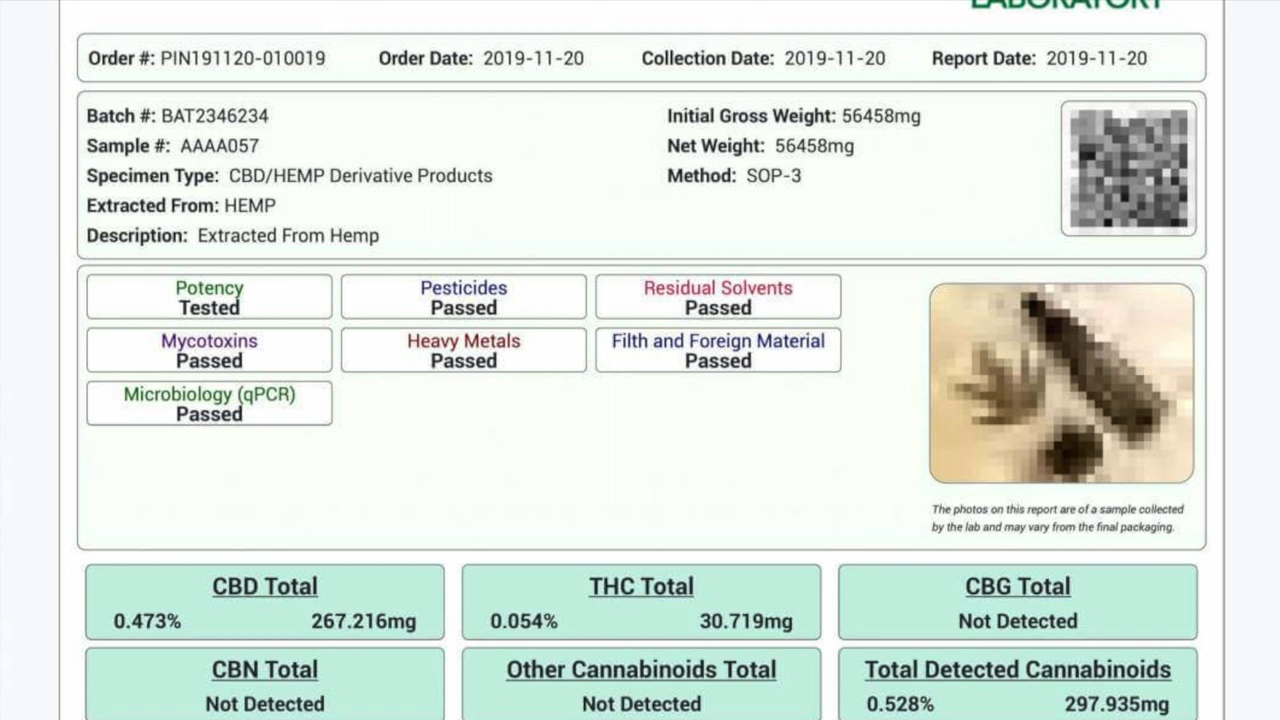 LABORATORY
Order #: PIN191120-010019 Order Date: 2019-11-20 Collection Date: 2019-11-20 Report Date: 2019-11-20
Batch #: BAT2346234
Sample #: AAAA057
Specimen Type: CBD/HEMP Derivative Products
Extracted From: HEMP
Description: Extracted From Hemp
Initial Gross Weight: 56458mg
Net Weight: 56458mg
Method: SOP-3
Potency
Tested
Pesticides
Passed
Residual Solvents
Passed
Mycotoxins
Passed
Heavy Metals
Passed
Filth and Foreign Material
Passed
Microbiology (qPCR)
Passed
The photos on this report are of a sample collected
by the lab and may vary from the final packaging.
CBD Total
0.473% 267.216mg
THC Total
0.054% 30.719mg
CBG Total
Not Detected
CBN Total
Not Detected
Other Cannabinoids Total
Not Detected
Total Detected Cannabinoids
0.528% 297.935mg